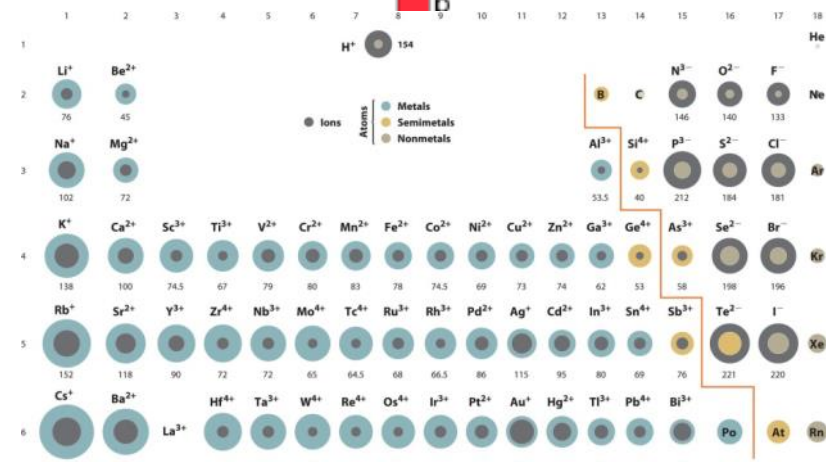 1 2 3 4 5 6 7 8 9 10 11 12 13 14 15 16 17 18
1 H⁺ 154 He
Li⁺ Be²⁺ N³⁻ O²⁻ F⁻
2 B C Ne
76 45 146 140 133
Atoms
Ions
Metals
Semimetals
Nonmetals
Na⁺ Mg²⁺ Al³⁺ Si⁴⁺ P³⁻ S²⁻ Cl⁻
3 Ar
102 72 53.5 40 212 184 181
K⁺ Ca²⁺ Sc³⁺ Ti³⁺ V²⁺ Cr²⁺ Mn²⁺ Fe²⁺ Co²⁺ Ni²⁺ Cu²⁺ Zn²⁺ Ga³⁺ Ge⁴⁺ As³⁺ Se²⁻ Br⁻
4 Kr
138 100 74.5 67 79 80 83 78 74.5 69 73 74 62 53 58 198 196
Rb⁺ Sr²⁺ Y³⁺ Zr⁴⁺ Nb³⁺ Mo⁴⁺ Tc⁴⁺ Ru³⁺ Rh³⁺ Pd²⁺ Ag⁺ Cd²⁺ In³⁺ Sn⁴⁺ Sb³⁺ Te²⁻ I⁻
5 Xe
152 118 90 72 72 65 64.5 68 66.5 86 115 95 80 69 76 221 220
Cs⁺ Ba²⁺ Hf⁴⁺ Ta³⁺ W⁴⁺ Re⁴⁺ Os⁴⁺ Ir³⁺ Pt²⁺ Au⁺ Hg²⁺ Tl³⁺ Pb⁴⁺ Bi³⁺
6 La³⁺ Po At Rn